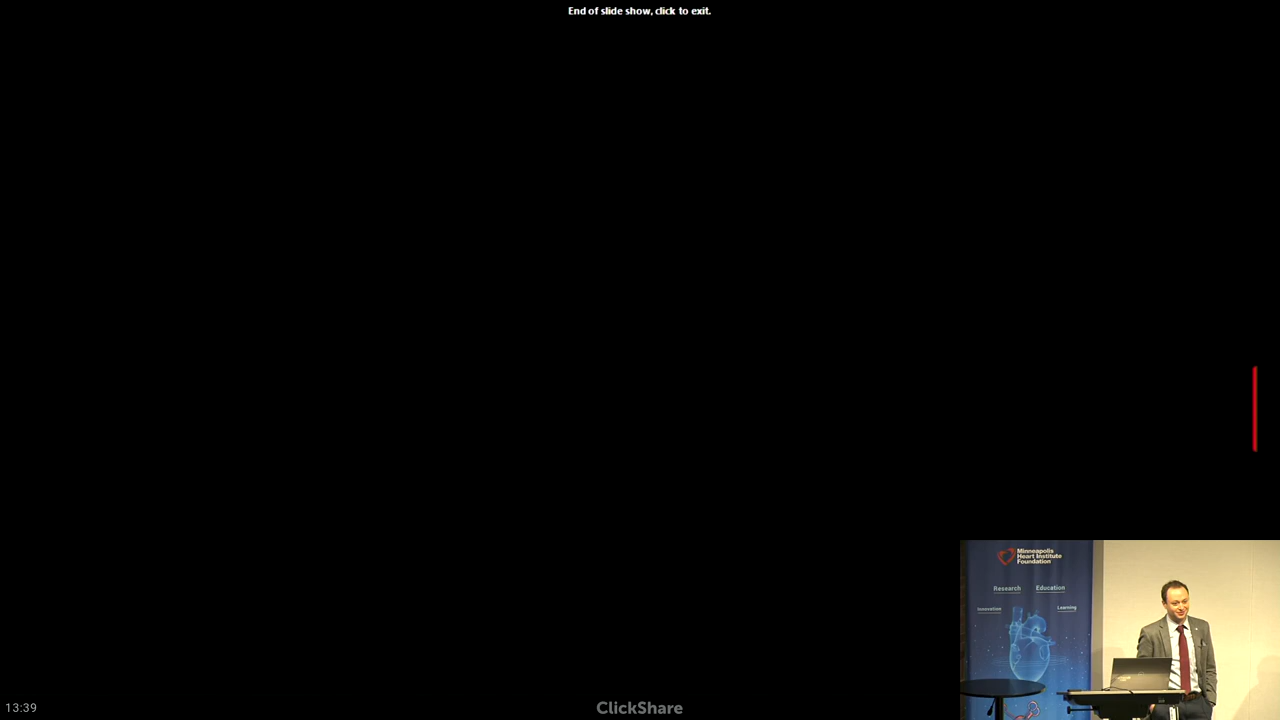 End of slide show, click to exit.
Minneapolis
Heart Institute
Foundation
Research Education
Innovation Learning
13:39 ClickShare